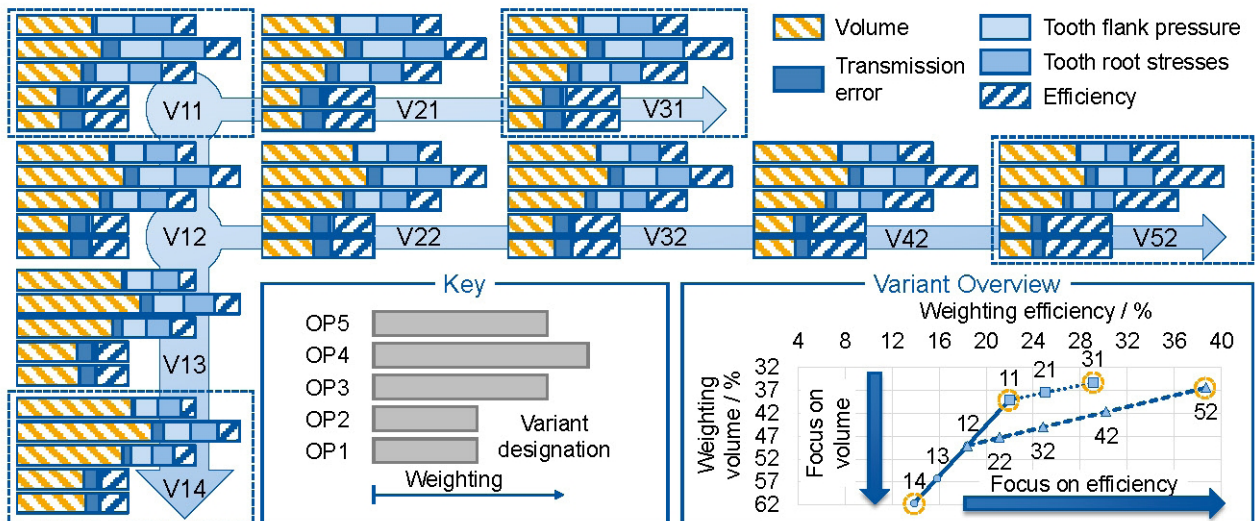 V11
V21
V31
Volume
Transmission
error
Tooth flank pressure
Tooth root stresses
Efficiency
V12
V22
V32
V42
V52
V13
V14
Key
OP5
OP4
OP3
OP2
OP1
Variant
designation
Weighting
Variant Overview
Weighting efficiency / %
4 8 12 16 20 24 28 32 36 40
Weighting
volume / %
32
37
42
47
52
57
62
Focus on
volume
11
21
31
12
13
14
22
32
42
52
Focus on efficiency